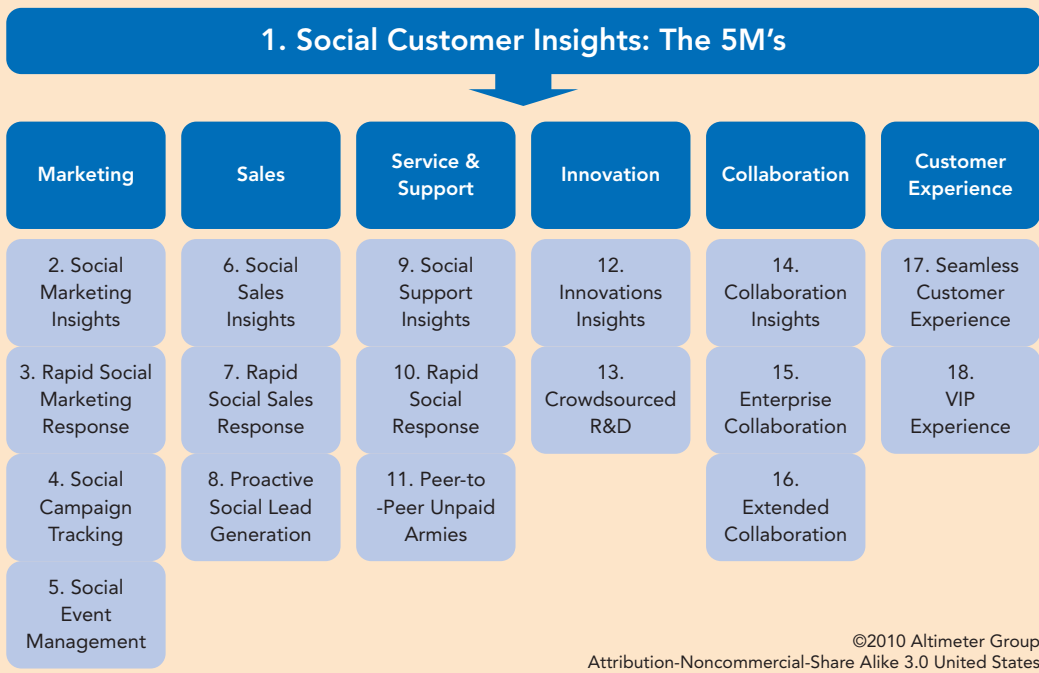 1. Social Customer Insights: The 5M's
Marketing
Sales
Service &
Support
Innovation
Collaboration
Customer
Experience
2. Social
Marketing
Insights
3. Rapid Social
Marketing
Response
4. Social
Campaign
Tracking
5. Social
Event
Management
6. Social
Sales
Insights
7. Rapid
Social Sales
Response
8. Proactive
Social Lead
Generation
9. Social
Support
Insights
10. Rapid
Social
Response
11. Peer-to
-Peer Unpaid
Armies
12.
Innovations
Insights
13.
Crowdsourced
R&D
14.
Collaboration
Insights
15.
Enterprise
Collaboration
16.
Extended
Collaboration
17. Seamless
Customer
Experience
18.
VIP
Experience
©2010 Altimeter Group
Attribution-Noncommercial-Share Alike 3.0 United States